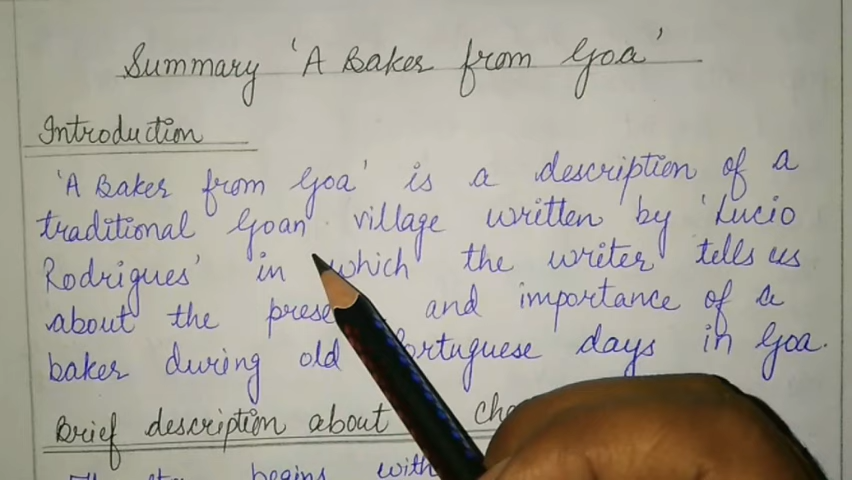 Summary 'A Baker from Goa'
Introduction
'A Baker from Goa' is a description of a
traditional Goan village written by 'Lucio
Rodrigues' in which the writer tells us
about the and importance of a
baker during old Portuguese days in Goa.
Brief description about
begins with